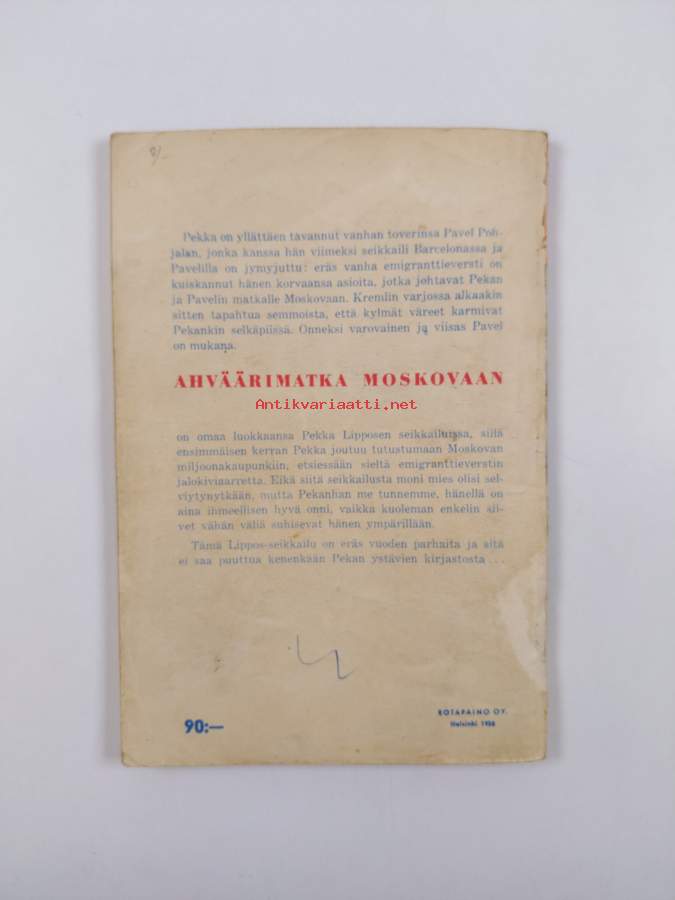 Pekka on yllättäen tavannut vanhan toverinsa Pavel Poh-
jalan, jonka kanssa hän viimeksi seikkaili Barcelonassa ja
Pavelilla on jymyjuttu: eräs vanha emigranttieversti on
kuiskannut hänen korvaansa asioita, jotka johtavat Pekan
ja Pavelin matkalle Moskovaan. Kremlin varjossa alkaakin
sitten tapahtua semmoista, että kylmät väreet karmivat
Pekankin selkäpiissä. Onneksi varovainen ja viisas Pavel
on mukana.
AHVÄÄRIMATKA MOSKOVAAN
Antikvariaatti.net
on omaa luokkaansa Pekka Lipposen seikkailuissa, sillä
ensimmäisen kerran Pekka joutuu tutustumaan Moskovan
miljoonakaupunkiin, etsiessään sieltä emigranttieverstin
jalokiviaarretta. Eikä siitä seikkailusta moni mies olisi sel-
viytynytkään, mutta Pekanhan me tunnemme, hänellä on
aina ihmeellisen hyvä onni, vaikka kuoleman enkelin sii-
vet vähän väliä suhisevat hänen ympärillään.
Tämä Lippos-seikkailu on eräs vuoden parhaita ja sitä
ei saa puuttua kenenkään Pekan ystävien kirjastosta ...
90:—
ROTAPAINO OY.
Helsinki 1956